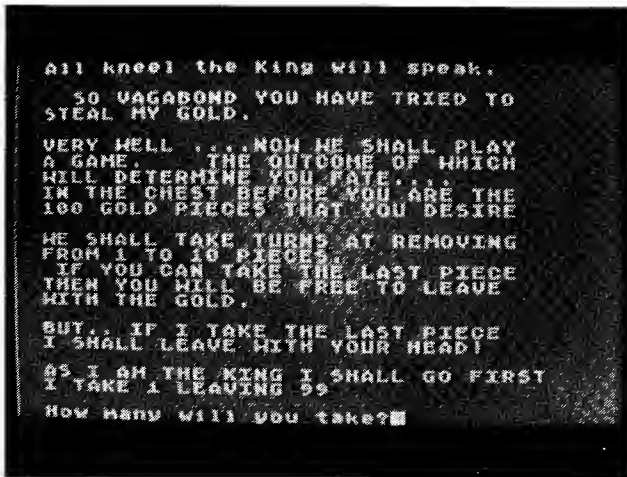 All kneel the King will speak.
SO VAGABOND YOU HAVE TRIED TO
STEAL MY GOLD.
VERY WELL ....NOW WE SHALL PLAY
A GAME. THE OUTCOME OF WHICH
WILL DETERMINE YOU FATE....
IN THE CHEST BEFORE YOU ARE THE
100 GOLD PIECES THAT YOU DESIRE
WE SHALL TAKE TURNS AT REMOVING
FROM 1 TO 10 PIECES.
IF YOU CAN TAKE THE LAST PIECE
THEN YOU WILL BE FREE TO LEAVE
WITH THE GOLD.
BUT.. IF I TAKE THE LAST PIECE
I SHALL LEAVE WITH YOUR HEAD!
AS I AM THE KING I SHALL GO FIRST
I TAKE 1 LEAVING 99
How many will you take?